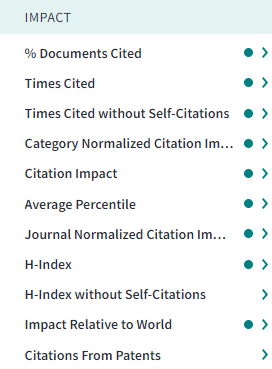 IMPACT
% Documents Cited
Times Cited
Times Cited without Self-Citations
Category Normalized Citation Im...
Citation Impact
Average Percentile
Journal Normalized Citation Im...
H-Index
H-Index without Self-Citations
Impact Relative to World
Citations From Patents